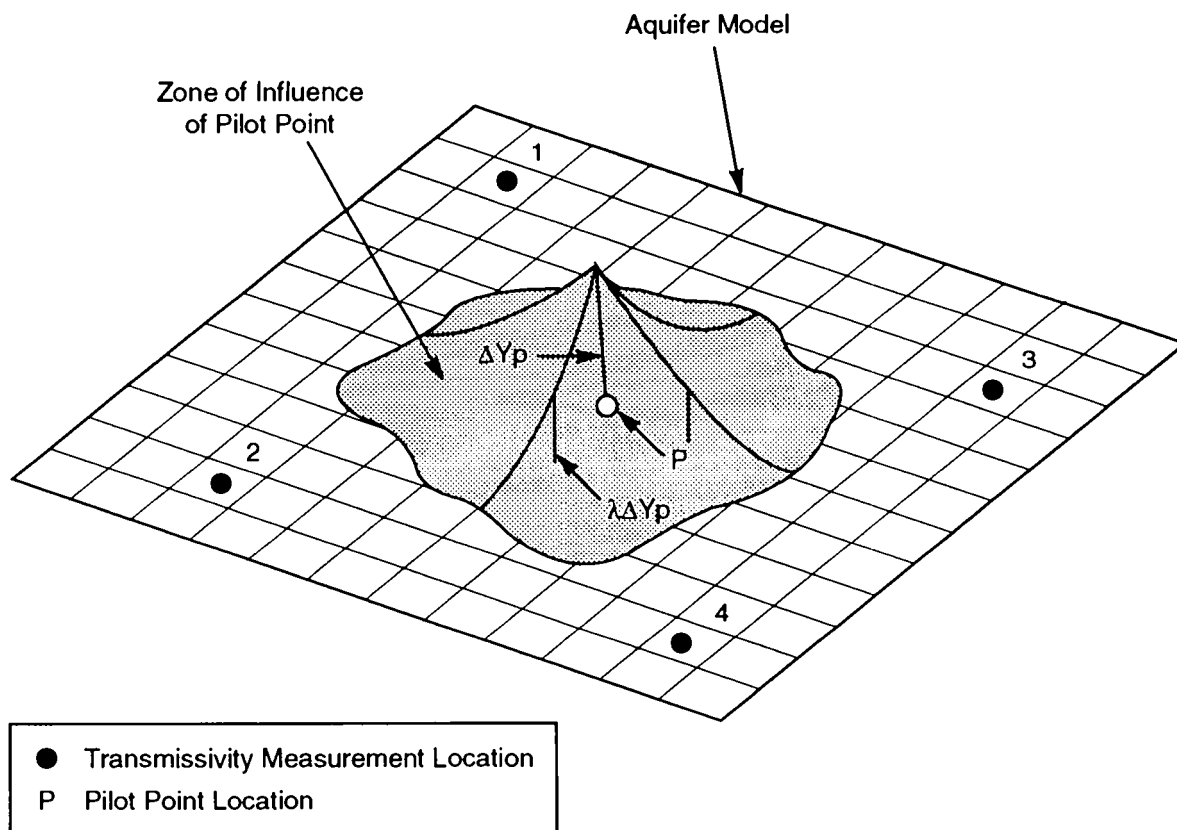 Aquifer Model
Zone of Influence
of Pilot Point
1
3
ΔYp
P
2
λΔYp
4
Transmissivity Measurement Location
P Pilot Point Location